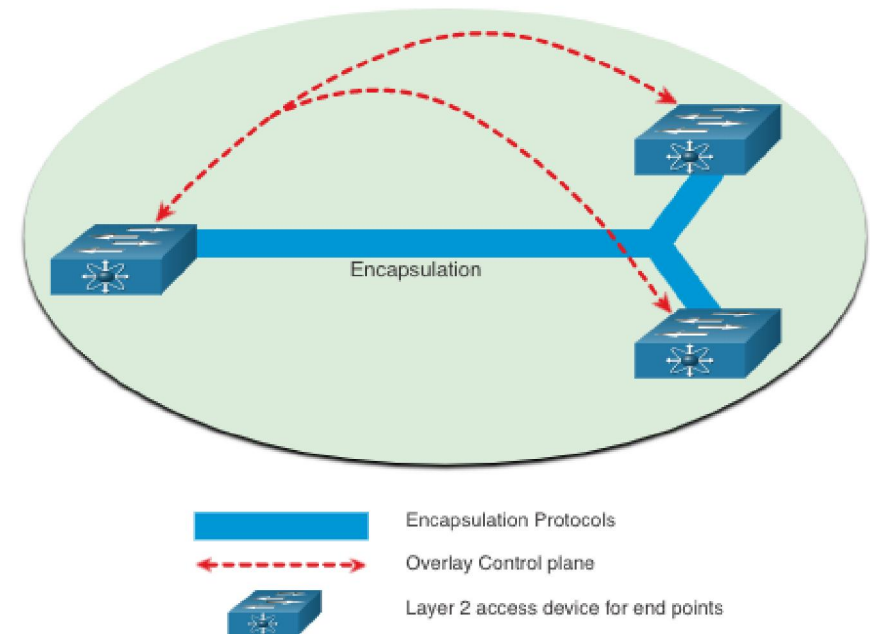 Encapsulation
Encapsulation Protocols
Overlay Control plane
Layer 2 access device for end points